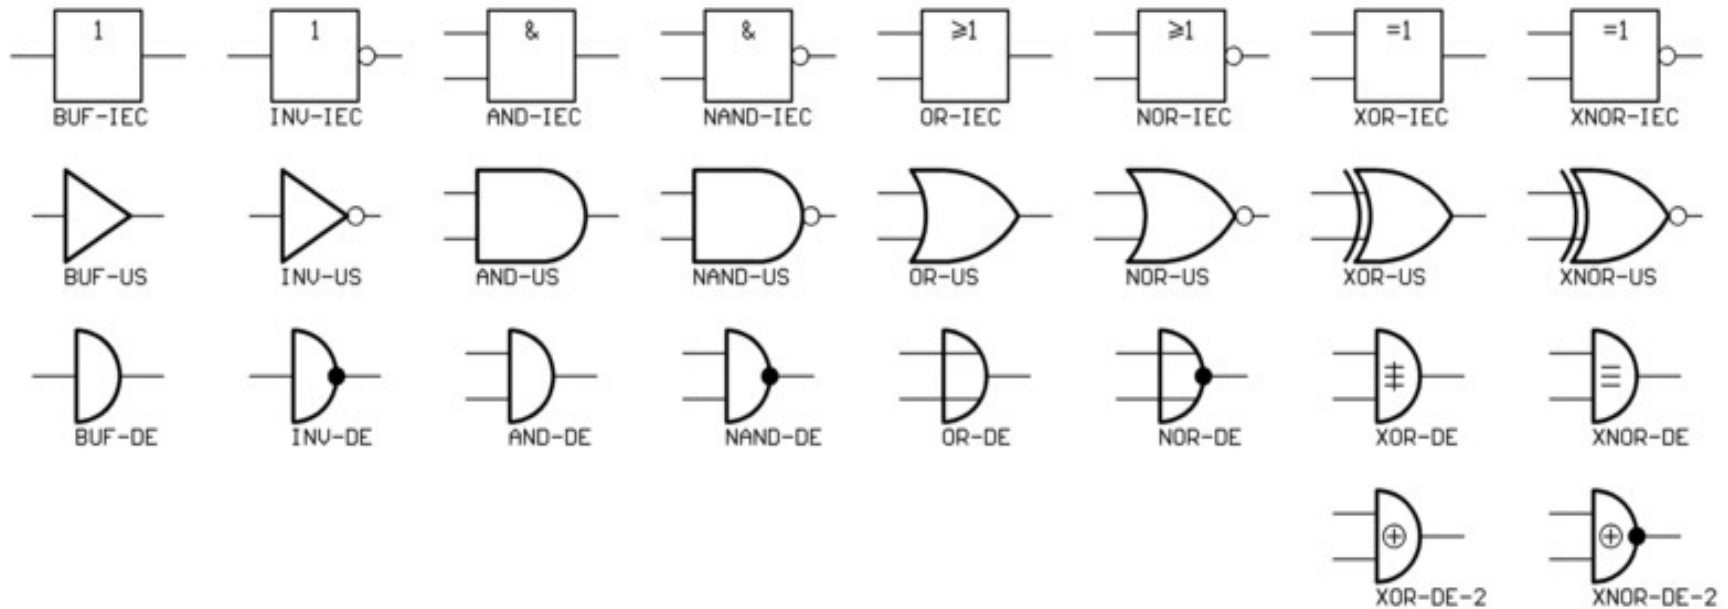 1 1 & & ≥1 ≥1 =1 =1
BUF-IEC INV-IEC AND-IEC NAND-IEC OR-IEC NOR-IEC XOR-IEC XNOR-IEC
BUF-US INV-US AND-US NAND-US OR-US NOR-US XOR-US XNOR-US
BUF-DE INV-DE AND-DE NAND-DE OR-DE NOR-DE XOR-DE XNOR-DE
XOR-DE-2 XNOR-DE-2